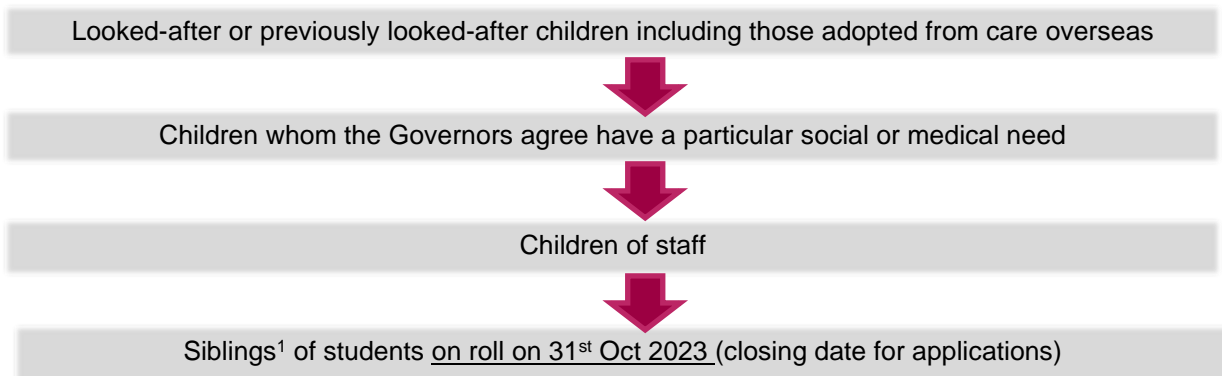 Looked-after or previously looked-after children including those adopted from care overseas
Children whom the Governors agree have a particular social or medical need
Children of staff
Siblings¹ of students on roll on 31st Oct 2023 (closing date for applications)